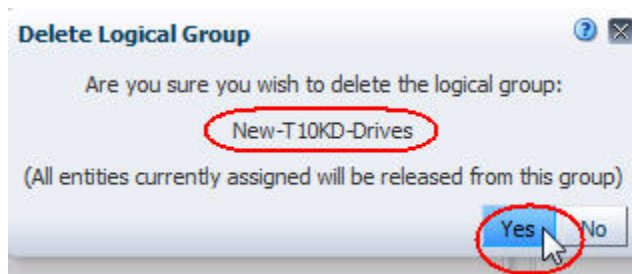 Delete Logical Group
Are you sure you wish to delete the logical group:
New-T10KD-Drives
(All entities currently assigned will be released from this group)
Yes No